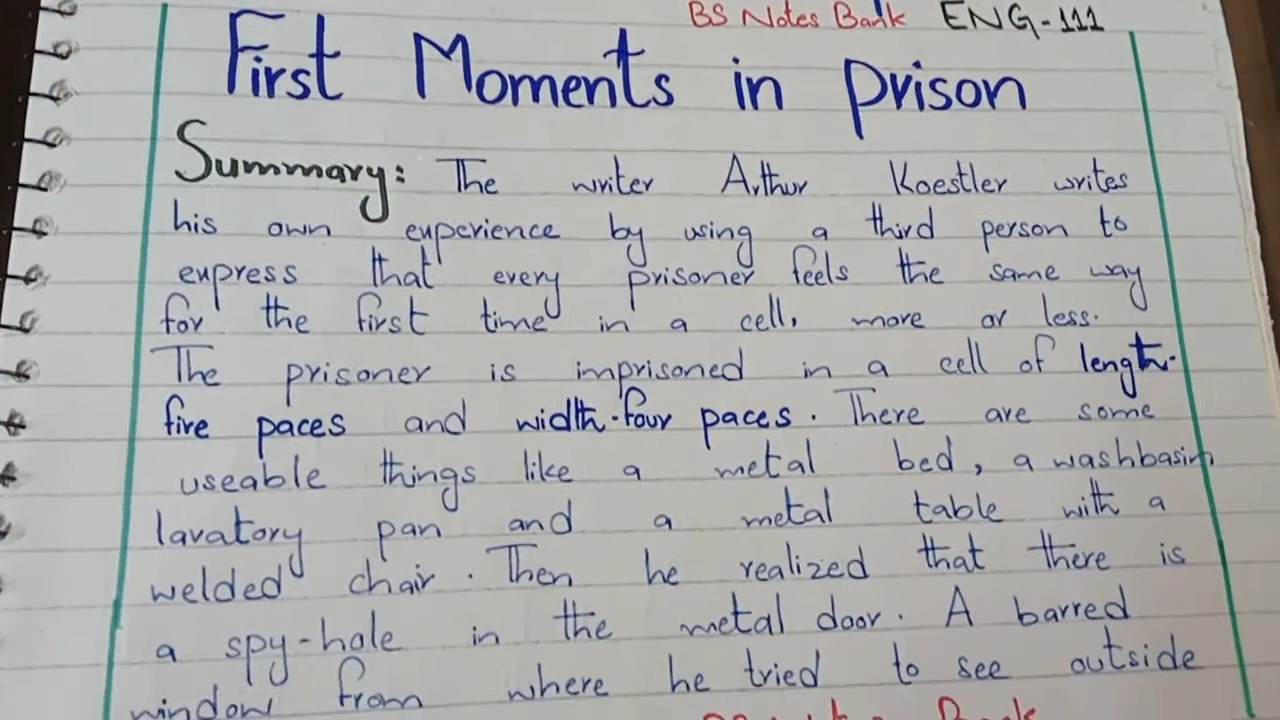 BS Notes Bank ENG-111
First Moments in prison
Summary: The writer Arthur Koestler writes
his own experience by using a third person to
express that every prisoner feels the same way
for the first time in a cell, more or less.
The prisoner is imprisoned in a cell of length-
five paces and width-four paces. There are some
useable things like a metal bed, a washbasin,
lavatory pan and a metal table with a
welded chair. Then he realized that there is
a spy-hole in the metal door. A barred
window from where he tried to see outside
Bank